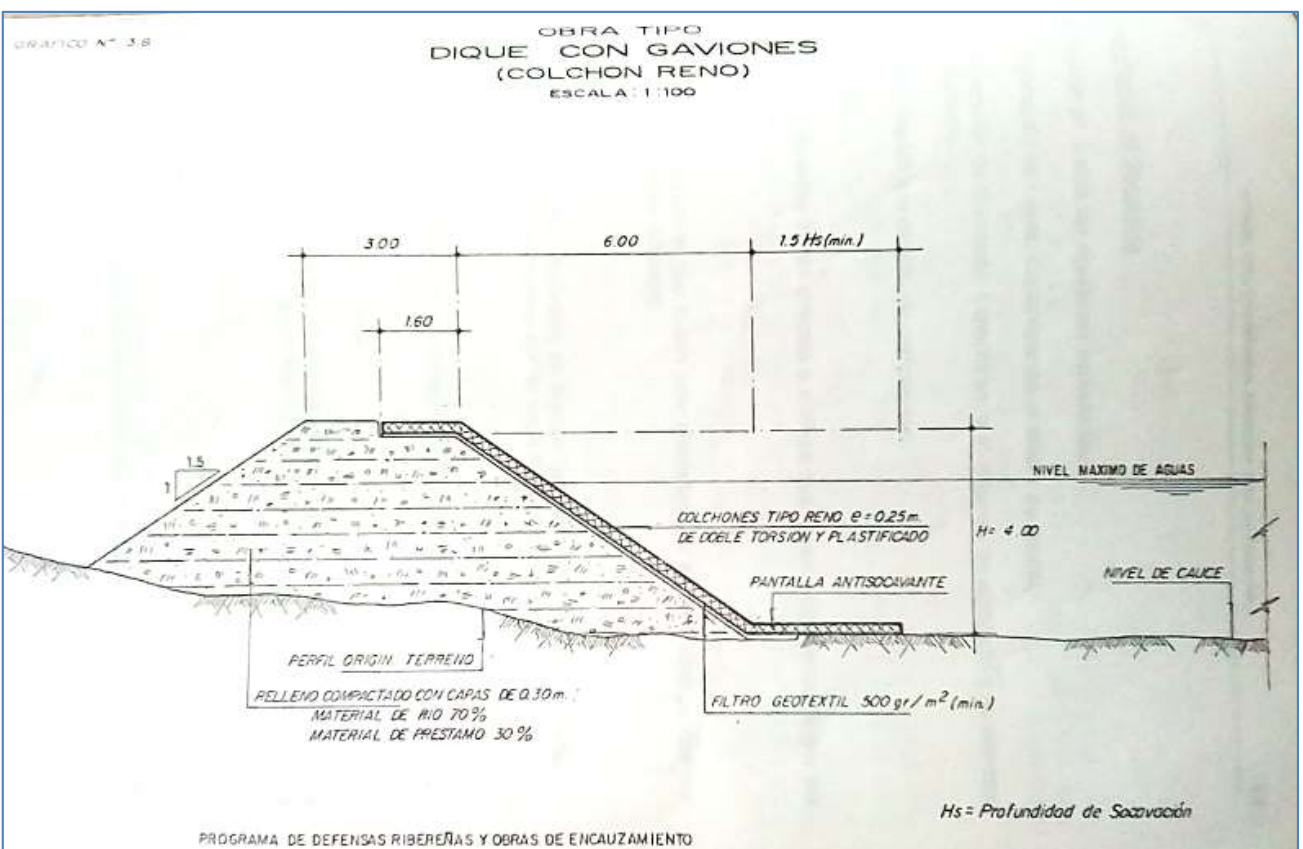 GRAFICO Nº 3.8
OBRA TIPO
DIQUE CON GAVIONES
(COLCHON RENO)
ESCALA: 1:100
3.00
6.00
1.5 Hs(min.)
1.60
1.5
1
NIVEL MAXIMO DE AGUAS
COLCHONES TIPO RENO e=0.25m.
DE DOBLE TORSION Y PLASTIFICADO
H= 4.00
PANTALLA ANTISOCAVANTE
NIVEL DE CAUCE
PERFIL ORIGIN. TERRENO
RELLENO COMPACTADO CON CAPAS DE 0.30m.:
MATERIAL DE RIO 70%
MATERIAL DE PRESTAMO 30%
FILTRO GEOTEXTIL 500 gr/m² (min.)
Hs = Profundidad de Socavación
PROGRAMA DE DEFENSAS RIBEREÑAS Y OBRAS DE ENCAUZAMIENTO